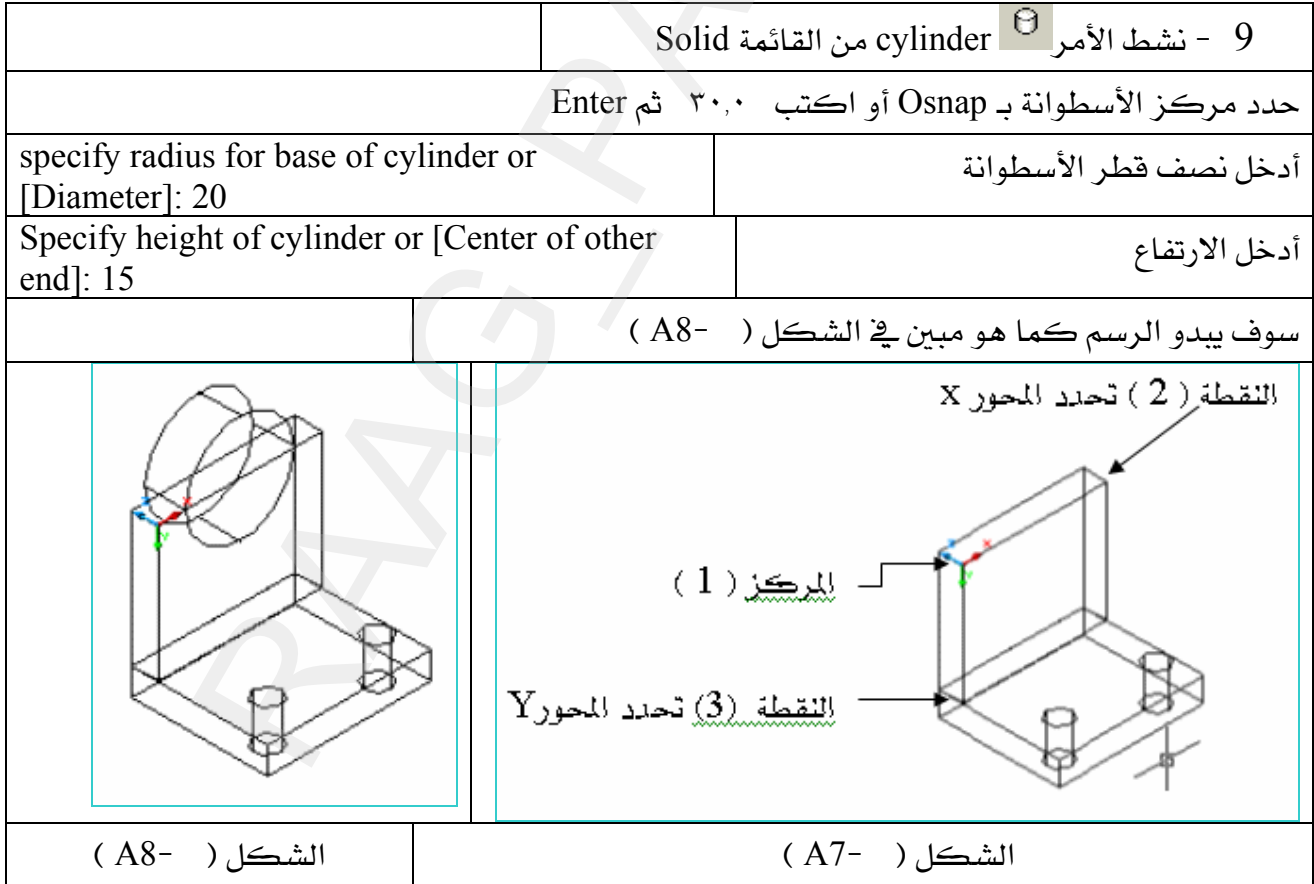 9 - نشط الأمر cylinder من القائمة Solid
حدد مركز الأسطوانة بـ Osnap أو اكتب ٣٠,٠ ثم Enter
أدخل نصف قطر الأسطوانة
specify radius for base of cylinder or
[Diameter]: 20
أدخل الارتفاع
Specify height of cylinder or [Center of other
end]: 15
سوف يبدو الرسم كما هو مبين في الشكل ( A8- )
النقطة ( 2 ) تحدد المحور X
المركز ( 1 )
النقطة (3) تحدد المحور Y
X
Y
Z
X
Y
Z
الشكل ( A7- )
الشكل ( A8- )